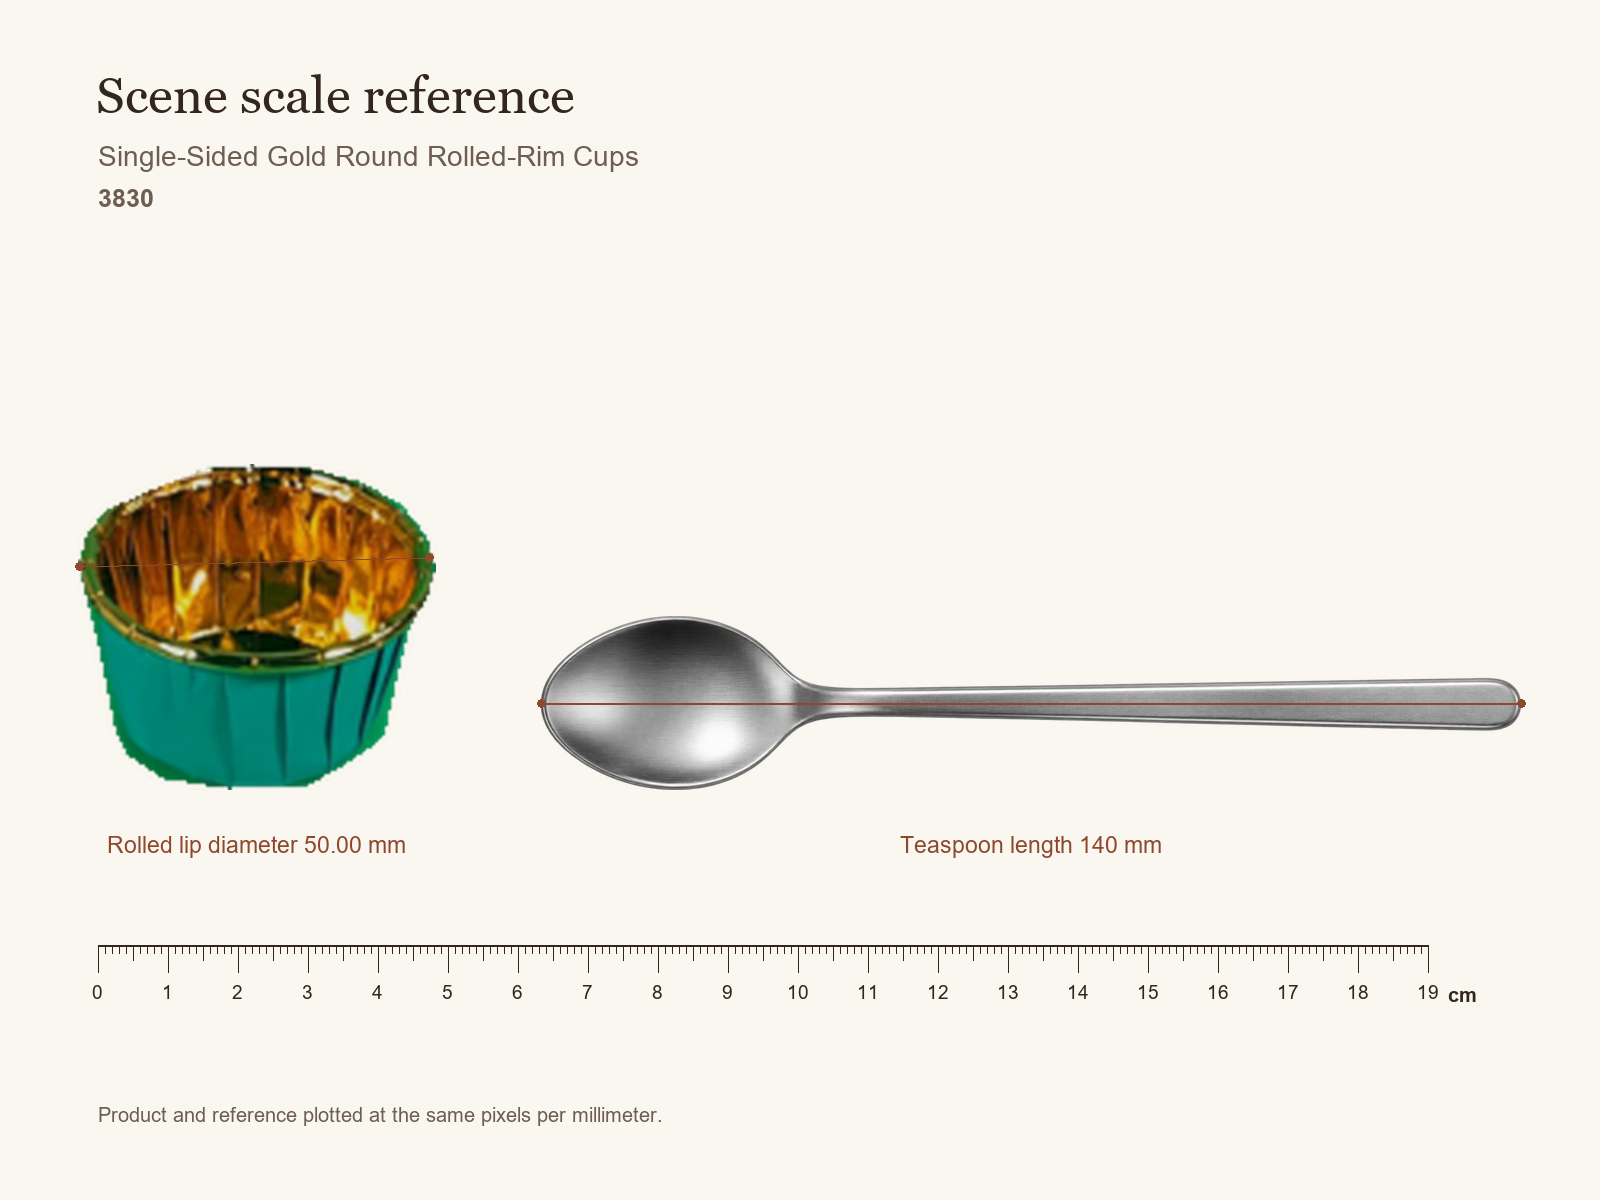 Scene scale reference
Single-Sided Gold Round Rolled-Rim Cups
3830
Rolled lip diameter 50.00 mm
Teaspoon length 140 mm
0 1 2 3 4 5 6 7 8 9 10 11 12 13 14 15 16 17 18 19 cm
Product and reference plotted at the same pixels per millimeter.